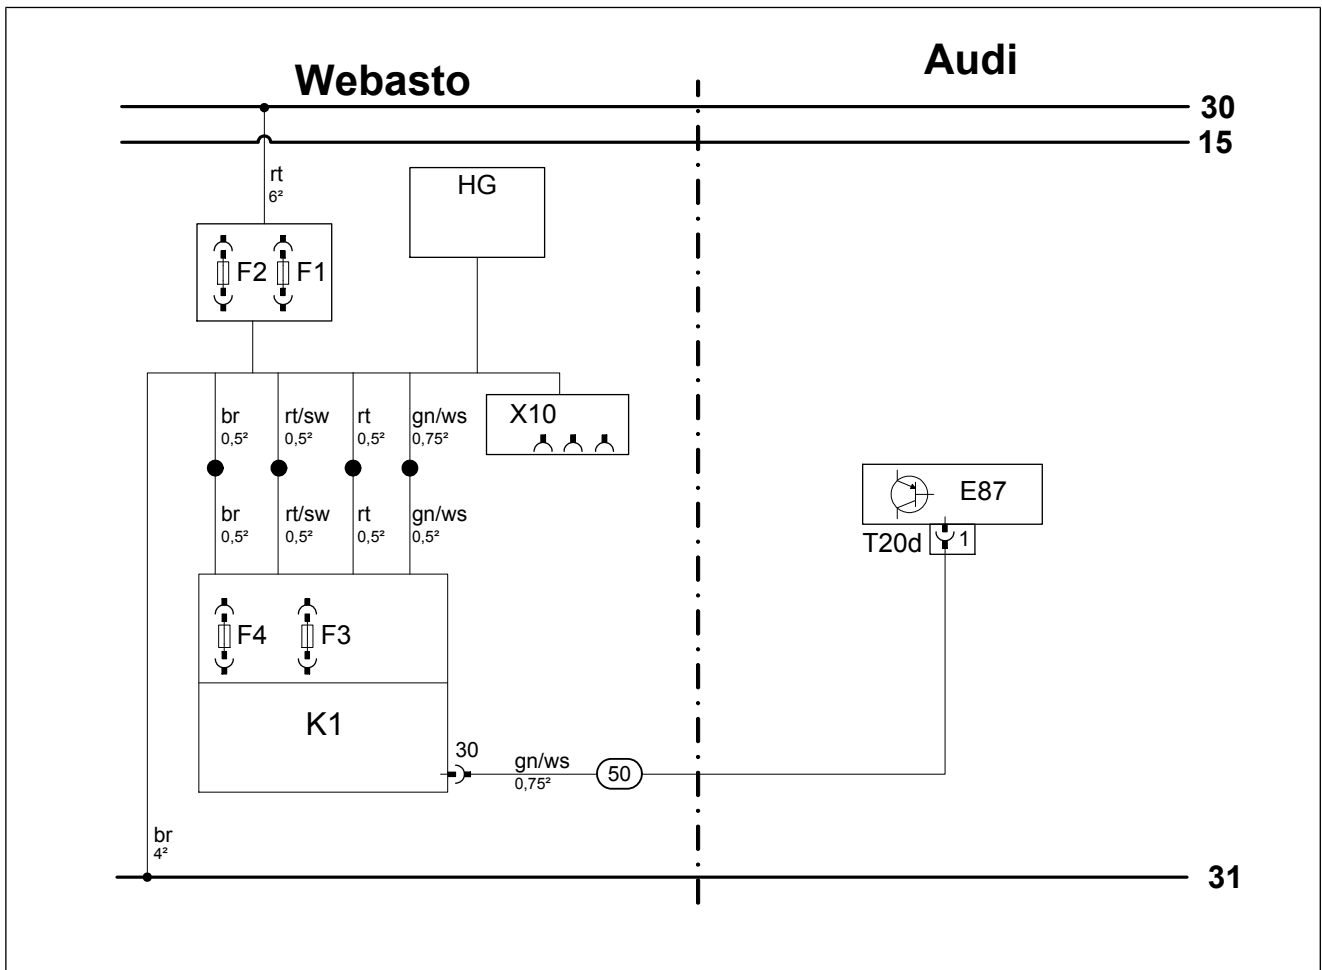 Webasto
Audi
30
15
rt
6²
HG
F2
F1
br
0,5²
rt/sw
0,5²
rt
0,5²
gn/ws
0,75²
X10
br
0,5²
rt/sw
0,5²
rt
0,5²
gn/ws
0,5²
E87
T20d
1
F4
F3
K1
30
gn/ws
0,75²
50
br
4²
31